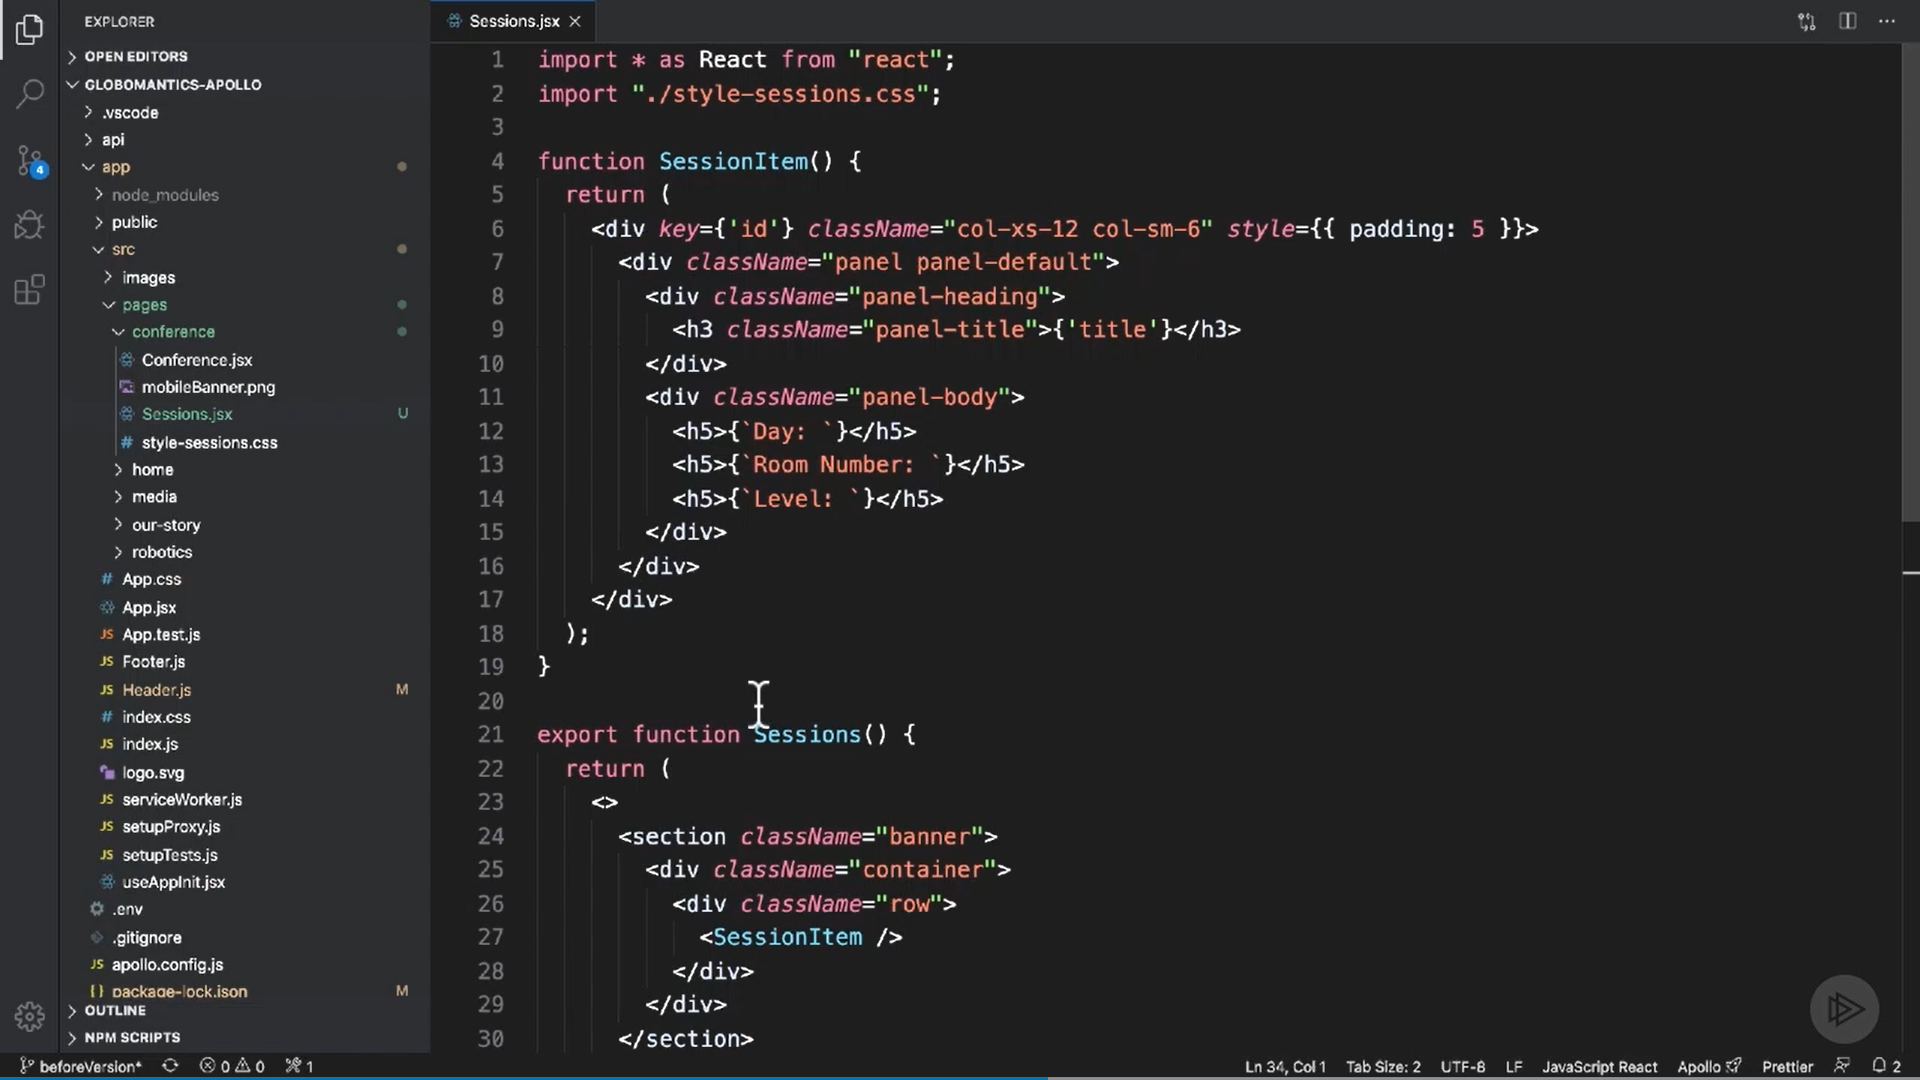 EXPLORER
OPEN EDITORS
GLOBOMANTICS-APOLLO
.vscode
api
app
node_modules
public
src
images
pages
conference
Conference.jsx
mobileBanner.png
Sessions.jsx U
style-sessions.css
home
media
our-story
robotics
App.css
App.jsx
App.test.js
Footer.js
Header.js M
index.css
index.js
logo.svg
serviceWorker.js
setupProxy.js
setupTests.js
useAppInit.jsx
.env
.gitignore
apollo.config.js
package-lock.json M
OUTLINE
NPM SCRIPTS
4
Sessions.jsx
1 import * as React from "react";
2 import "./style-sessions.css";
3
4 function SessionItem() {
5 return (
6 <div key={'id'} className="col-xs-12 col-sm-6" style={{ padding: 5 }}>
7 <div className="panel panel-default">
8 <div className="panel-heading">
9 <h3 className="panel-title">{'title'}</h3>
10 </div>
11 <div className="panel-body">
12 <h5>{`Day: `}</h5>
13 <h5>{`Room Number: `}</h5>
14 <h5>{`Level: `}</h5>
15 </div>
16 </div>
17 </div>
18 );
19 }
20
21 export function Sessions() {
22 return (
23 <>
24 <section className="banner">
25 <div className="container">
26 <div className="row">
27 <SessionItem />
28 </div>
29 </div>
30 </section>
beforeVersion* 0 0 1 Ln 34, Col 1 Tab Size: 2 UTF-8 LF JavaScript React Apollo Prettier 2